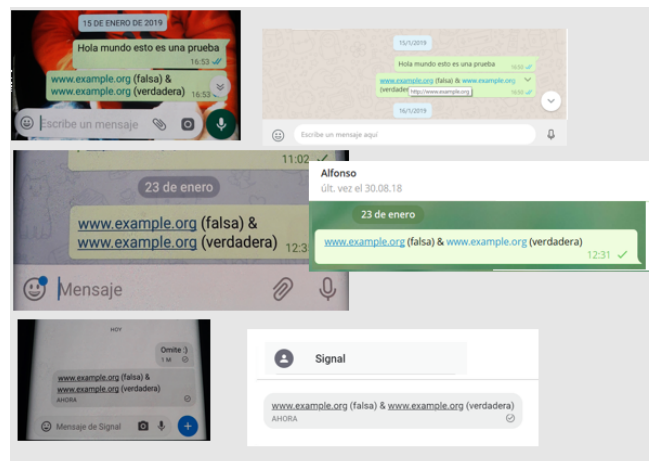 15 DE ENERO DE 2019
Hola mundo esto es una prueba
16:53
www.example.org (falsa) &
www.example.org (verdadera) 16:53
Escribe un mensaje
15/1/2019
Hola mundo esto es una prueba 16:53
www.example.org (falsa) & www.example.org
(verdadera) http://www.example.org 16:53
16/1/2019
Escribe un mensaje aquí
11:02
23 de enero
www.example.org (falsa) &
www.example.org (verdadera) 12:3
Mensaje
Alfonso
últ. vez el 30.08.18
23 de enero
www.example.org (falsa) & www.example.org (verdadera)
12:31
HOY
Omite :)
1 M
www.example.org (falsa) &
www.example.org (verdadera)
AHORA
Mensaje de Signal
Signal
www.example.org (falsa) & www.example.org (verdadera)
AHORA